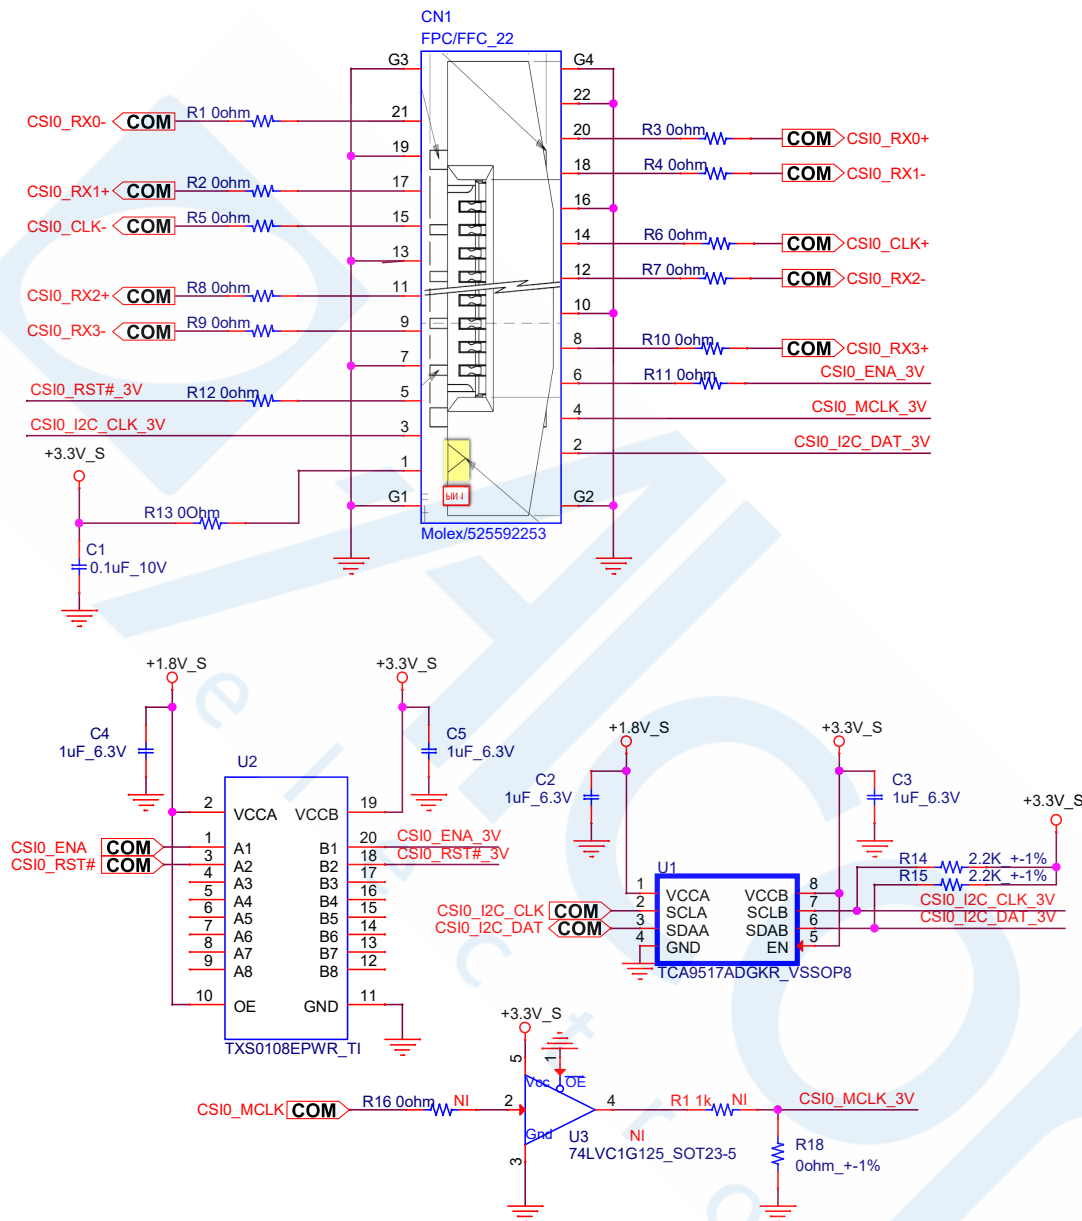 CN1
FPC/FFC_22
G3
G4
22
CSI0_RX0- COM R1 0ohm 21
20 R3 0ohm COM CSI0_RX0+
19
18 R4 0ohm COM CSI0_RX1-
CSI0_RX1+ COM R2 0ohm 17
16
CSI0_CLK- COM R5 0ohm 15
14 R6 0ohm COM CSI0_CLK+
13
12 R7 0ohm COM CSI0_RX2-
CSI0_RX2+ COM R8 0ohm 11
10
CSI0_RX3- COM R9 0ohm 9
8 R10 0ohm COM CSI0_RX3+
7
6 R11 0ohm CSI0_ENA_3V
CSI0_RST#_3V R12 0ohm 5
4 CSI0_MCLK_3V
CSI0_I2C_CLK_3V 3
2 CSI0_I2C_DAT_3V
+3.3V_S
1
PIN 1
G1
G2
R13 0Ohm
Molex/525592253
C1
0.1uF_10V
+1.8V_S
+3.3V_S
C4
1uF_6.3V
C5
1uF_6.3V
U2
2 VCCA VCCB 19
CSI0_ENA COM 1 A1 B1 20 CSI0_ENA_3V
CSI0_RST# COM 3 A2 B2 18 CSI0_RST#_3V
4 A3 B3 17
5 A4 B4 16
6 A5 B5 15
7 A6 B6 14
8 A7 B7 13
9 A8 B8 12
10 OE GND 11
TXS0108EPWR_TI
+1.8V_S
+3.3V_S
C2
1uF_6.3V
C3
1uF_6.3V
+3.3V_S
R14 2.2K_+-1%
R15 2.2K_+-1%
U1
1 VCCA VCCB 8
CSI0_I2C_CLK COM 2 SCLA SCLB 7 CSI0_I2C_CLK_3V
CSI0_I2C_DAT COM 3 SDAA SDAB 6 CSI0_I2C_DAT_3V
4 GND EN 5
TCA9517ADGKR_VSSOP8
+3.3V_S
5
1
Vcc OE
CSI0_MCLK COM R16 0ohm NI 2
4 R1 1k NI CSI0_MCLK_3V
Gnd
3
U3 NI
74LVC1G125_SOT23-5
R18
0ohm_+-1%